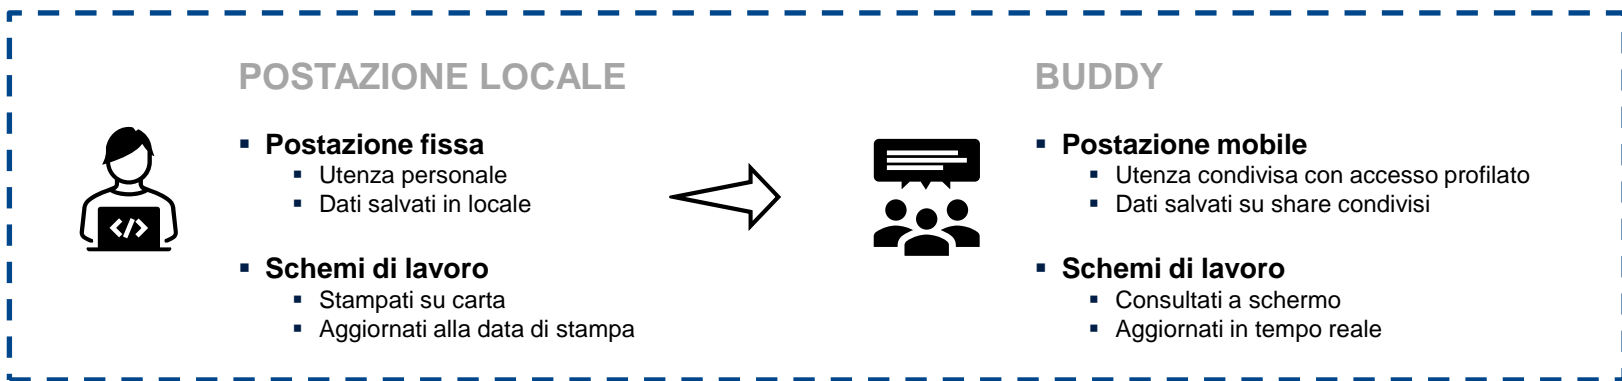 POSTAZIONE LOCALE
▪ Postazione fissa
▪ Utenza personale
▪ Dati salvati in locale
▪ Schemi di lavoro
▪ Stampati su carta
▪ Aggiornati alla data di stampa
</>
BUDDY
▪ Postazione mobile
▪ Utenza condivisa con accesso profilato
▪ Dati salvati su share condivisi
▪ Schemi di lavoro
▪ Consultati a schermo
▪ Aggiornati in tempo reale